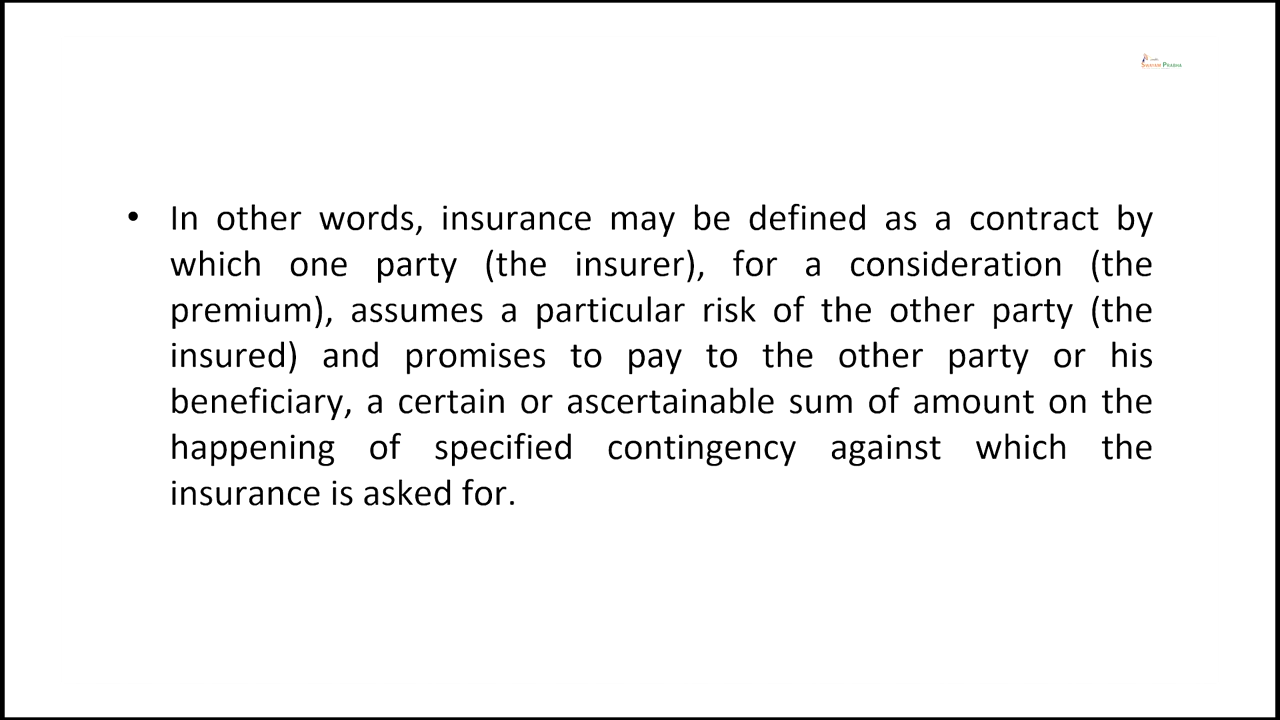 Swayam Prabha
• In other words, insurance may be defined as a contract by
which one party (the insurer), for a consideration (the
premium), assumes a particular risk of the other party (the
insured) and promises to pay to the other party or his
beneficiary, a certain or ascertainable sum of amount on the
happening of specified contingency against which the
insurance is asked for.